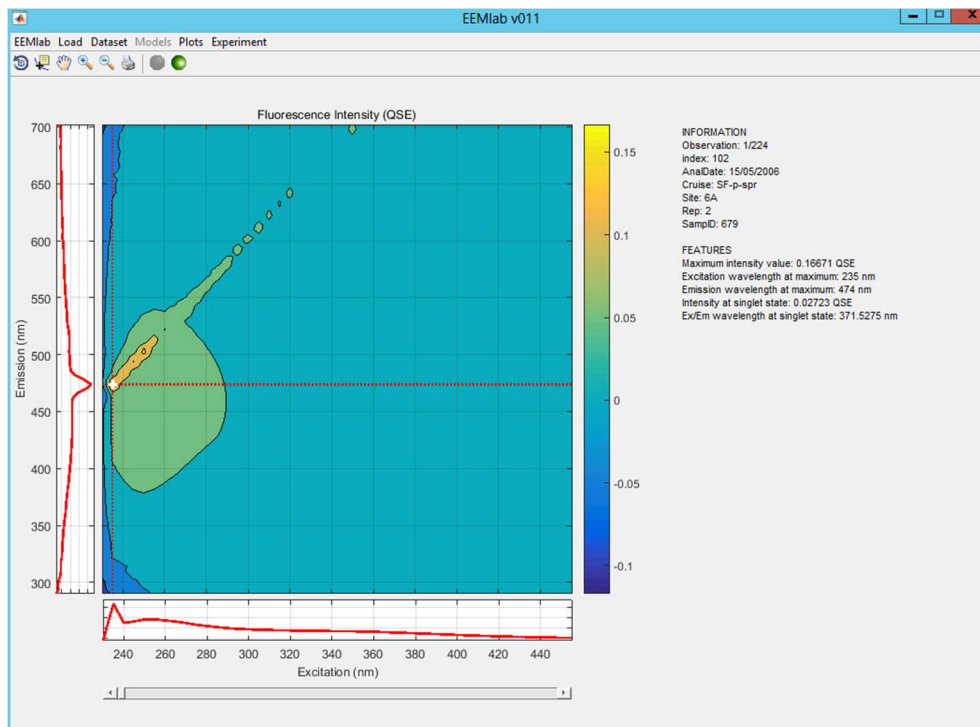 EEMlab v011
EEMlab Load Dataset Models Plots Experiment
Fluorescence Intensity (QSE)
700
650
600
550
500
450
400
350
300
Emission (nm)
0.15
0.1
0.05
0
-0.05
-0.1
240 260 280 300 320 340 360 380 400 420 440
Excitation (nm)
INFORMATION
Observation: 1/224
index: 102
AnalDate: 15/05/2006
Cruise: SF-p-spr
Site: 6A
Rep: 2
SampID: 679
FEATURES
Maximum intensity value: 0.16671 QSE
Excitation wavelength at maximum: 235 nm
Emission wavelength at maximum: 474 nm
Intensity at singlet state: 0.02723 QSE
Ex/Em wavelength at singlet state: 371.5275 nm